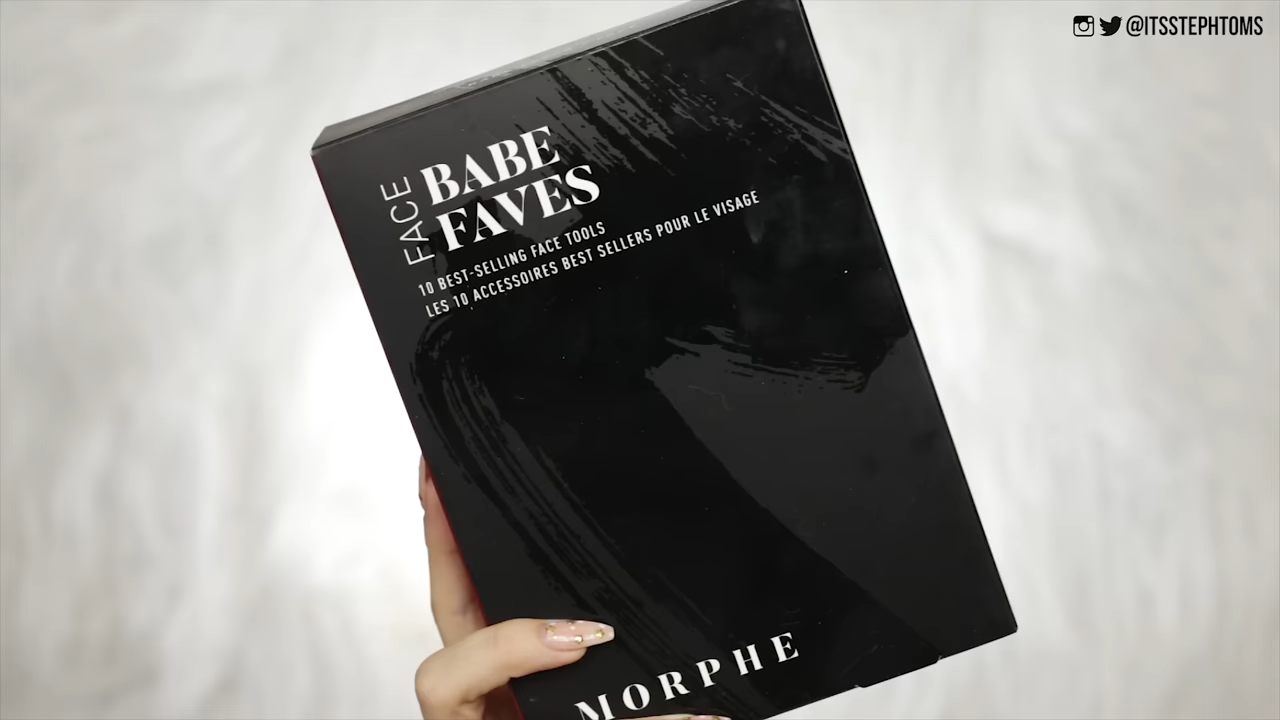 @ITSSTEPHTOMS
FACE
BABE
FAVES
10 BEST-SELLING FACE TOOLS
LES 10 ACCESSOIRES BEST SELLERS POUR LE VISAGE
MORPHE